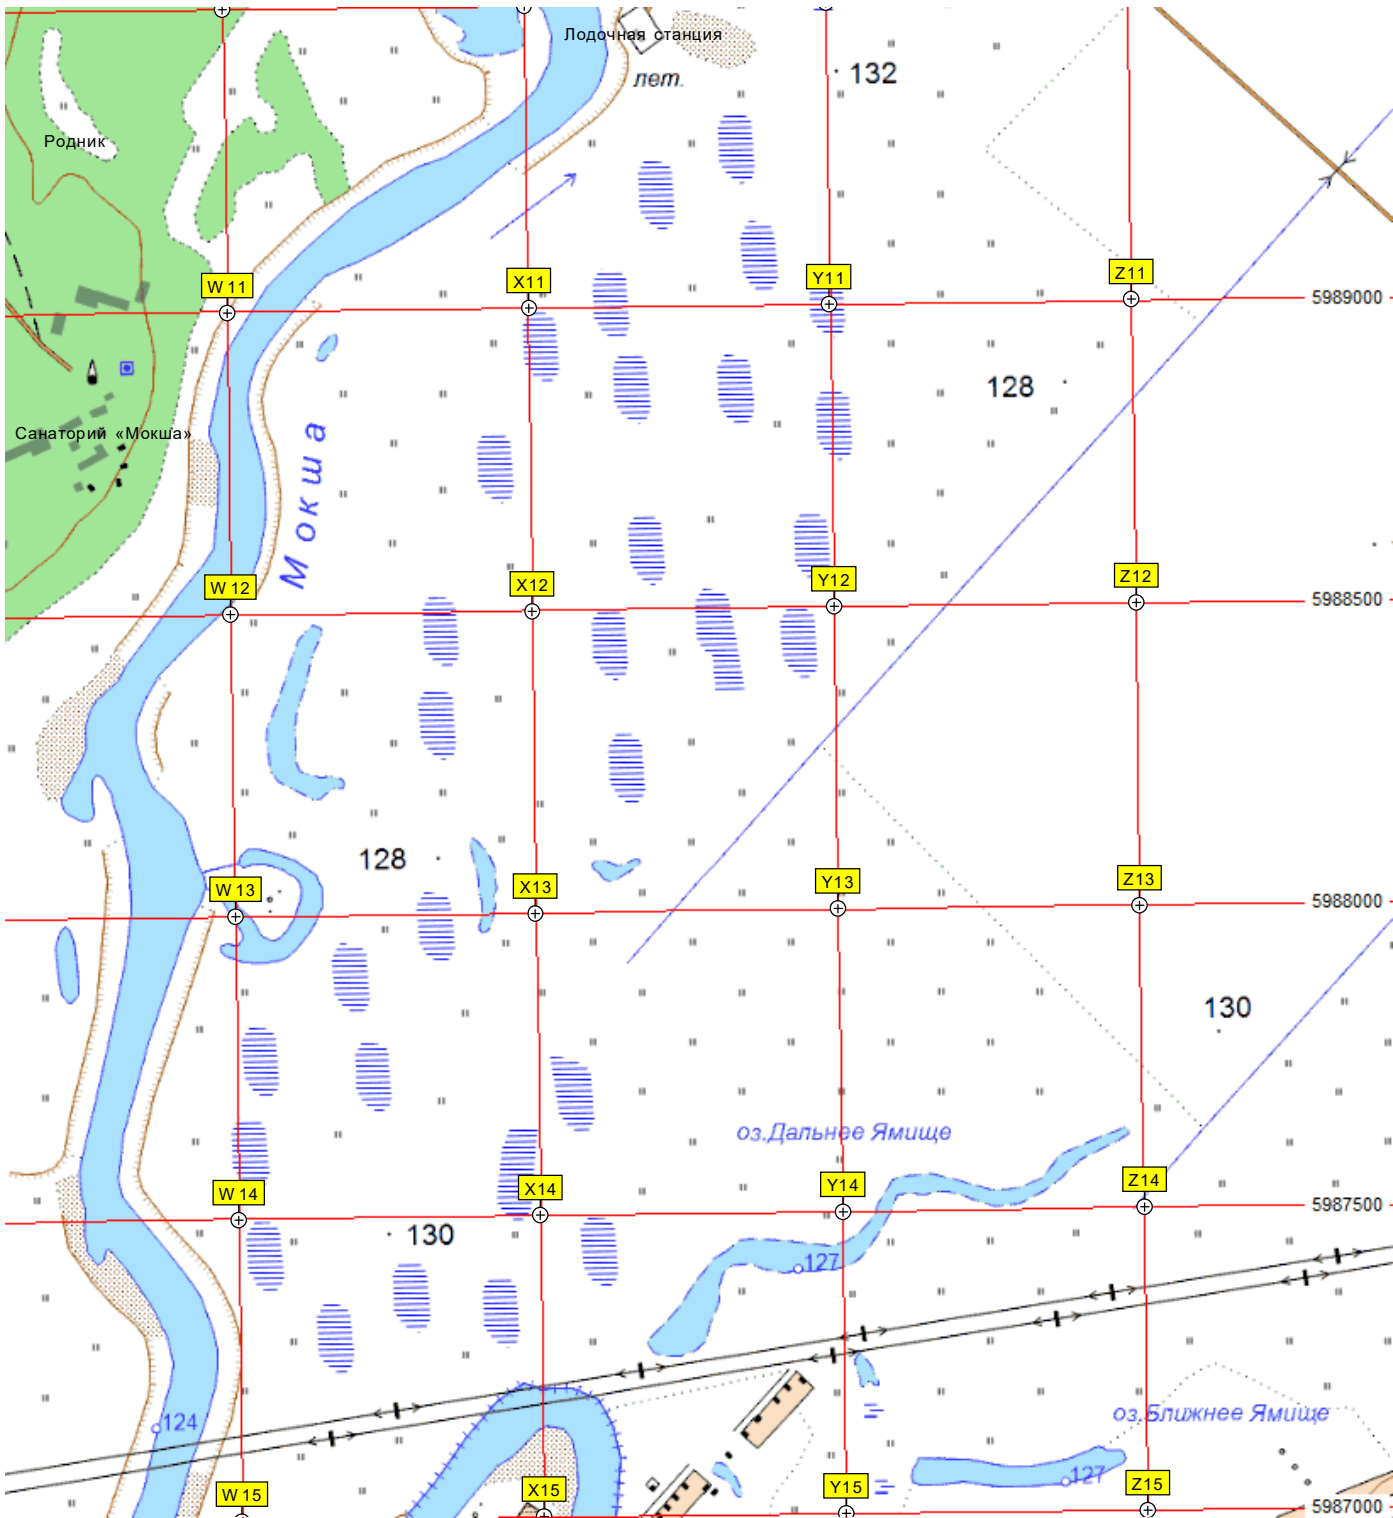 Лодочная станция
лет.
132
Родник
W 11
X11
Y11
Z11
5989000
128
Санаторий «Мокша»
Мокша
W 12
X12
Y12
Z12
5988500
128
W 13
X13
Y13
Z13
5988000
130
оз.Дальнее Ямище
W 14
X14
Y14
Z14
5987500
130
127
124
оз.Ближнее Ямище
127
W 15
X15
Y15
Z15
5987000